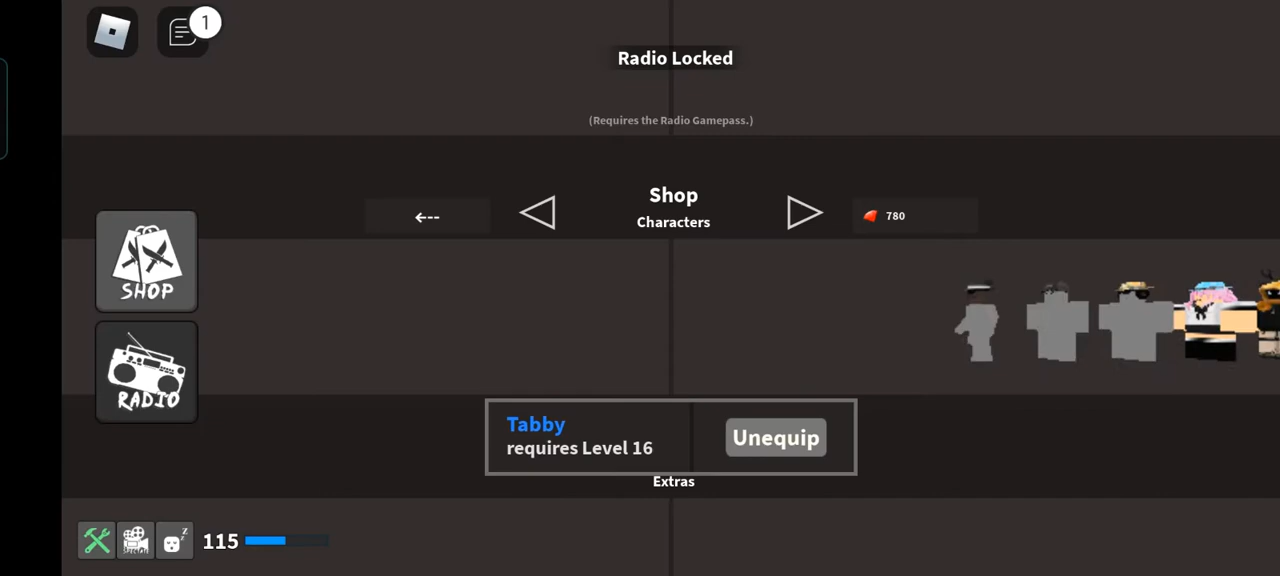 1
Radio Locked
(Requires the Radio Gamepass.)
Shop
Characters
780
SHOP
RADIO
Tabby
requires Level 16
Unequip
Extras
z z
115